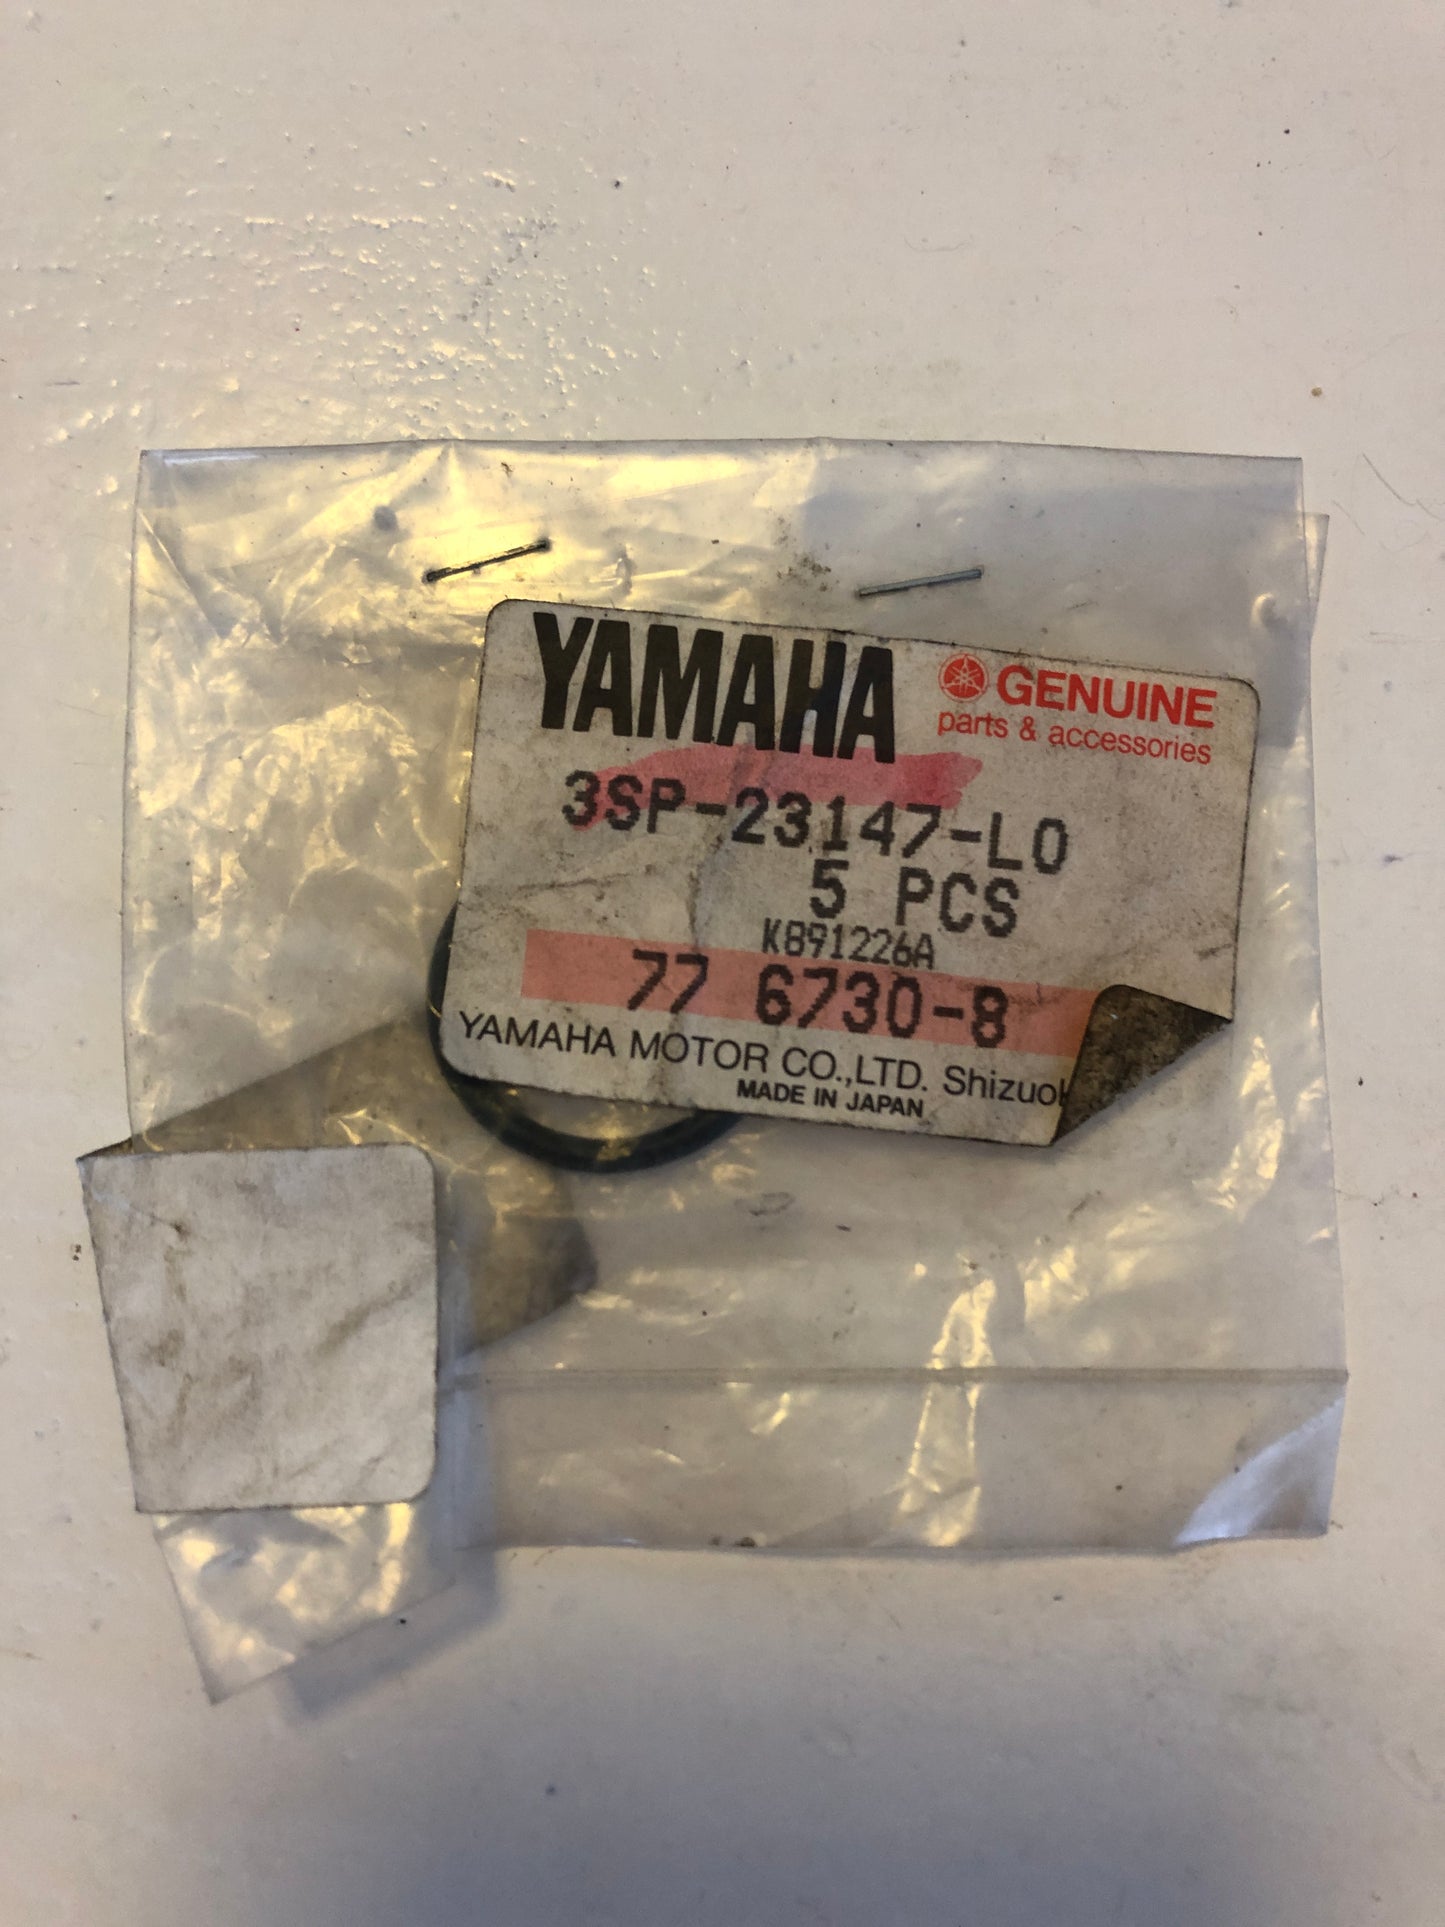 YAMAHA
GENUINE
parts & accessories
3SP-23147-L0
5 PCS
K891226A
77 6730-8
YAMAHA MOTOR CO.,LTD. Shizuok
MADE IN JAPAN